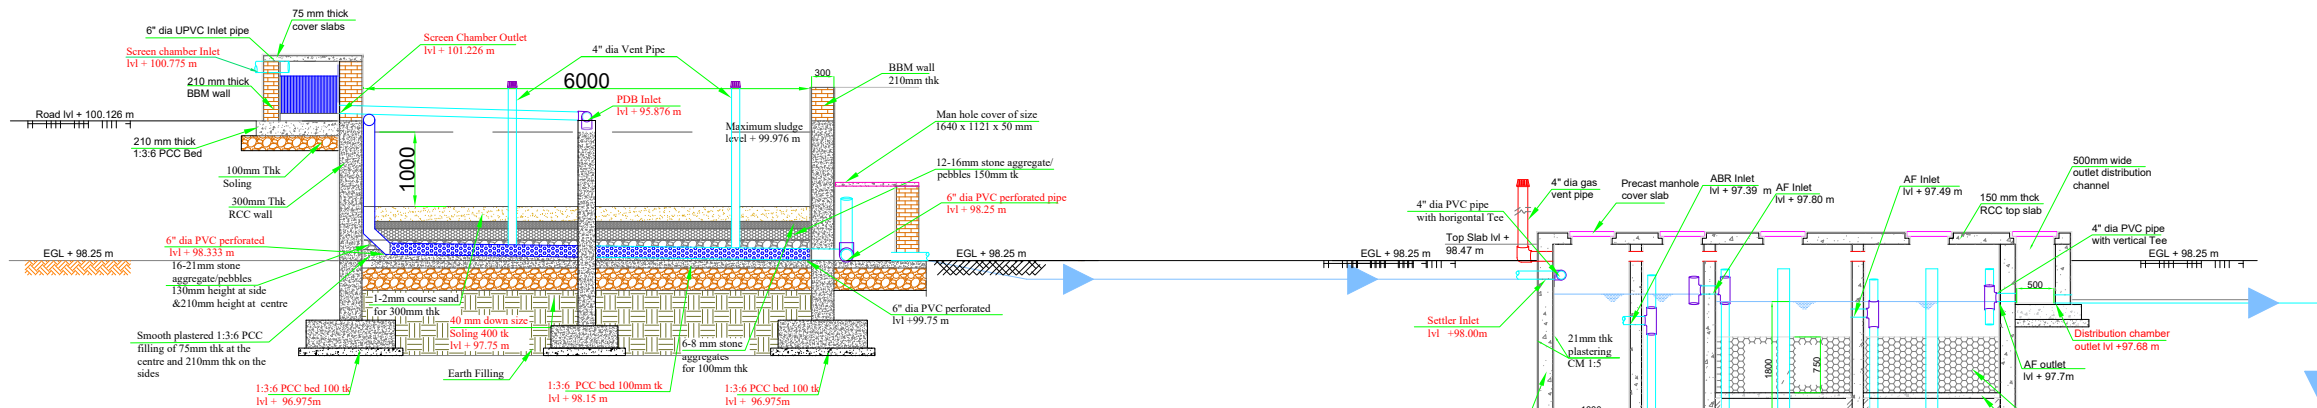 75 mm thick
cover slabs
6" dia UPVC Inlet pipe
Screen chamber Inlet
lvl + 100.775 m
210 mm thick
BBM wall
Road lvl + 100.126 m
210 mm thick
1:3:6 PCC Bed
100mm Thk
Soling
300mm Thk
RCC wall
6" dia PVC perforated
lvl + 98.333 m
EGL + 98.25 m
16-21mm stone
aggregate/pebbles
130mm height at side
&210mm height at centre
Smooth plastered 1:3:6 PCC
filling of 75mm thk at the
centre and 210mm thk on the
sides
1:3:6 PCC bed 100 tk
lvl + 96.975m
Screen Chamber Outlet
lvl + 101.226 m
4" dia Vent Pipe
6000
300
BBM wall
210mm thk
PDB Inlet
lvl + 95.876 m
Maximum sludge
level + 99.976 m
1000
Man hole cover of size
1640 x 1121 x 50 mm
12-16mm stone aggregate/
pebbles 150mm tk
6" dia PVC perforated pipe
lvl + 98.25 m
EGL + 98.25 m
1-2mm course sand
for 300mm thk
40 mm down size
Soling 400 tk
lvl + 97.75 m
6" dia PVC perforated
lvl +99.75 m
6-8 mm stone
aggregates
for 100mm thk
Earth Filling
1:3:6 PCC bed 100mm tk
lvl + 98.15 m
1:3:6 PCC bed 100 tk
lvl + 96.975m
4" dia gas
vent pipe
Precast manhole
cover slab
ABR Inlet
lvl + 97.39 m
AF Inlet
lvl + 97.80 m
AF Inlet
lvl + 97.49 m
500mm wide
outlet distribution
channel
4" dia PVC pipe
with horigontal Tee
150 mm thck
RCC top slab
4" dia PVC pipe
with vertical Tee
Top Slab lvl +
98.47 m
EGL + 98.25 m
EGL + 98.25 m
500
Settler Inlet
lvl +98.00m
21mm thk
plastering
CM 1:5
1800
750
Distribution chamber
outlet lvl +97.68 m
AF outlet
lvl + 97.7m